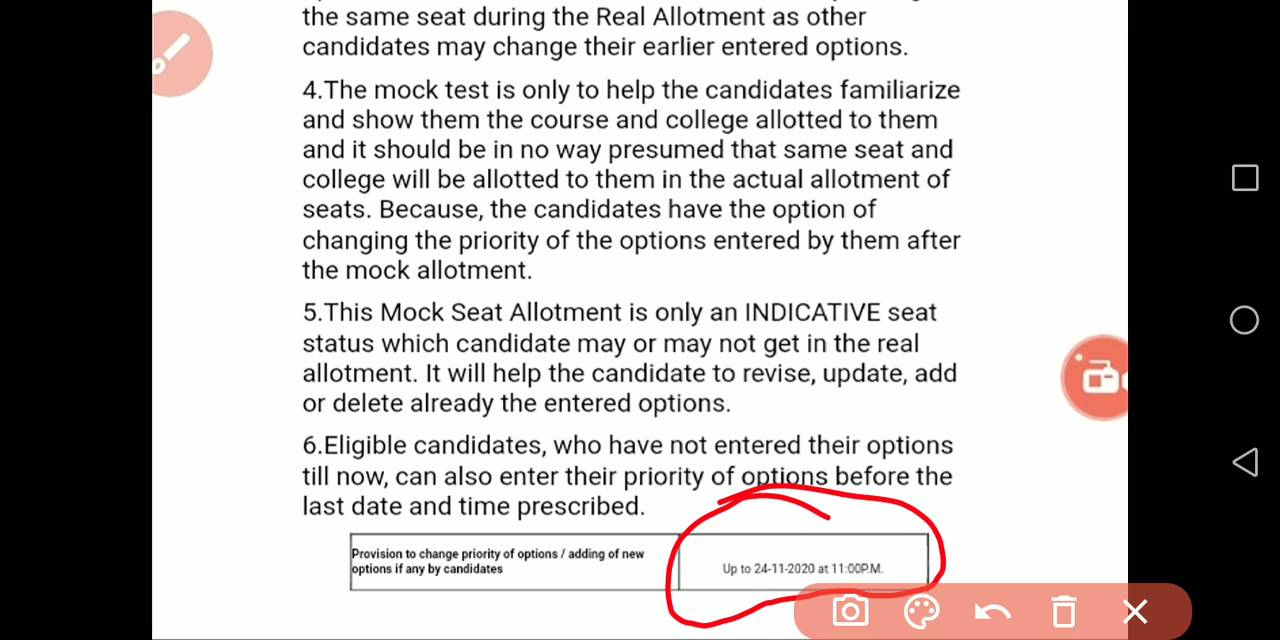 the same seat during the Real Allotment as other
candidates may change their earlier entered options.
4.The mock test is only to help the candidates familiarize
and show them the course and college allotted to them
and it should be in no way presumed that same seat and
college will be allotted to them in the actual allotment of
seats. Because, the candidates have the option of
changing the priority of the options entered by them after
the mock allotment.
5.This Mock Seat Allotment is only an INDICATIVE seat
status which candidate may or may not get in the real
allotment. It will help the candidate to revise, update, add
or delete already the entered options.
6.Eligible candidates, who have not entered their options
till now, can also enter their priority of options before the
last date and time prescribed.
Provision to change priority of options / adding of new
options if any by candidates
Up to 24-11-2020 at 11:00P.M.